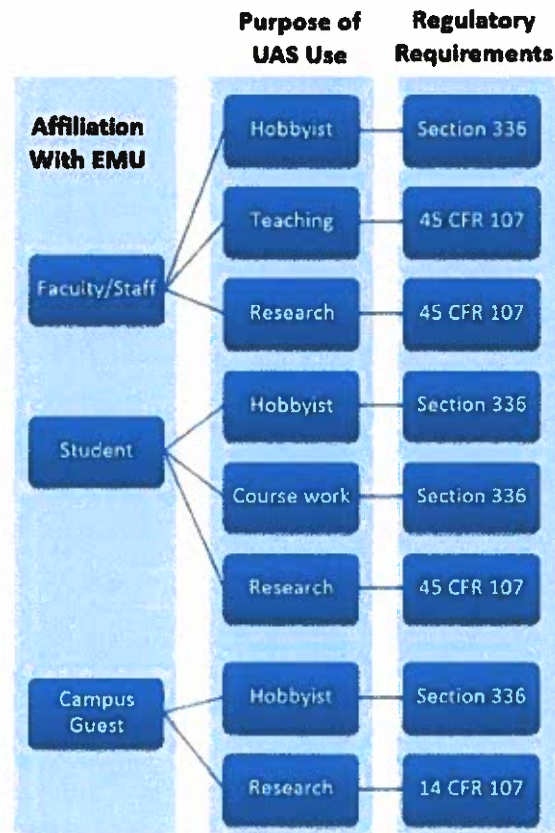 Purpose of
UAS Use
Regulatory
Requirements
Affiliation
With EMU
Faculty/Staff
Hobbyist
Section 336
Teaching
45 CFR 107
Research
45 CFR 107
Student
Hobbyist
Section 336
Course work
Section 336
Research
45 CFR 107
Campus
Guest
Hobbyist
Section 336
Research
14 CFR 107